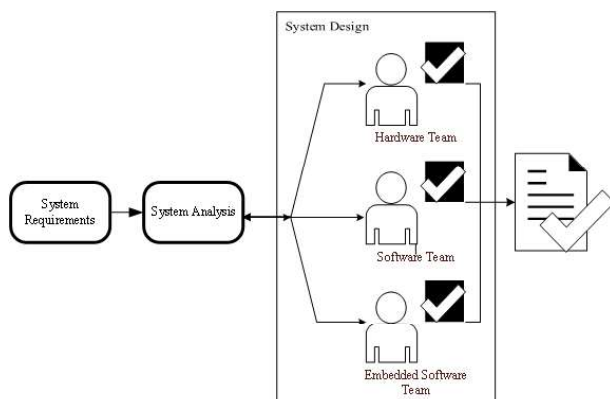 System Design
Hardware Team
System
Requirements
System Analysis
Software Team
Embedded Software
Team